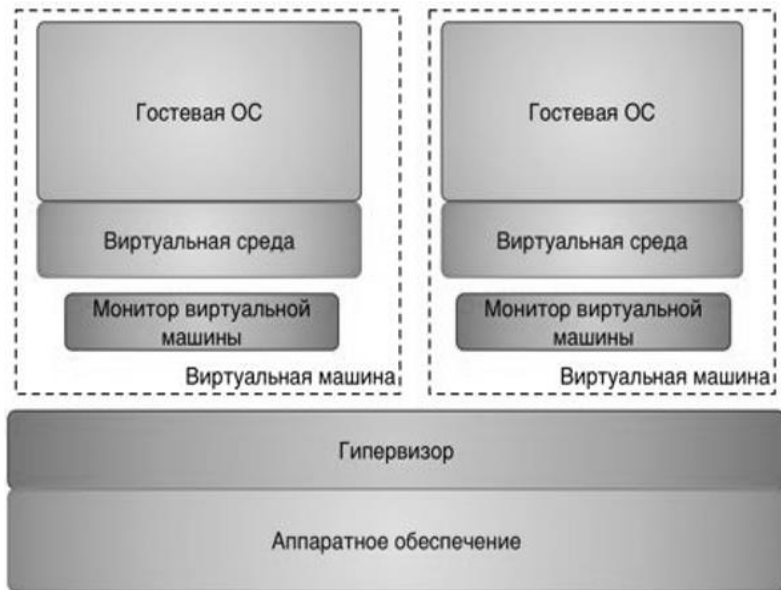 Гостевая ОС
Виртуальная среда
Монитор виртуальной
машины
Виртуальная машина
Гостевая ОС
Виртуальная среда
Монитор виртуальной
машины
Виртуальная машина
Гипервизор
Аппаратное обеспечение